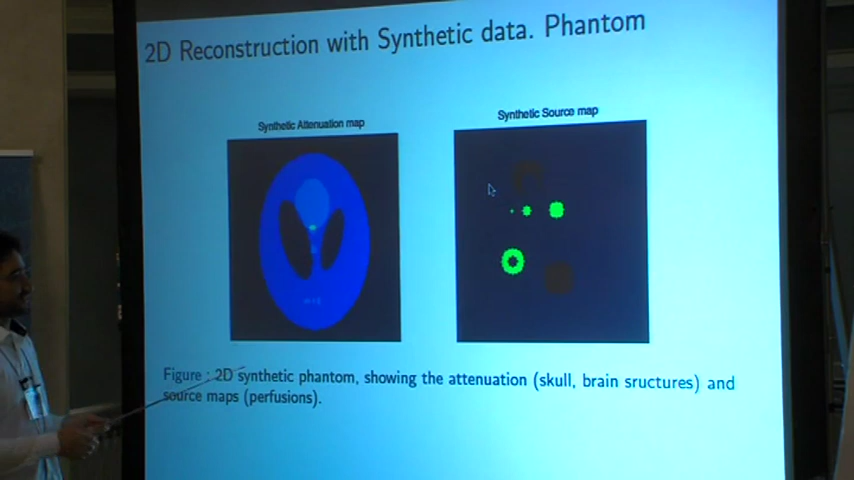 2D Reconstruction with Synthetic data. Phantom
Synthetic Attenuation map
Synthetic Source map
Figure : 2D synthetic phantom, showing the attenuation (skull, brain sructures) and
source maps (perfusions).